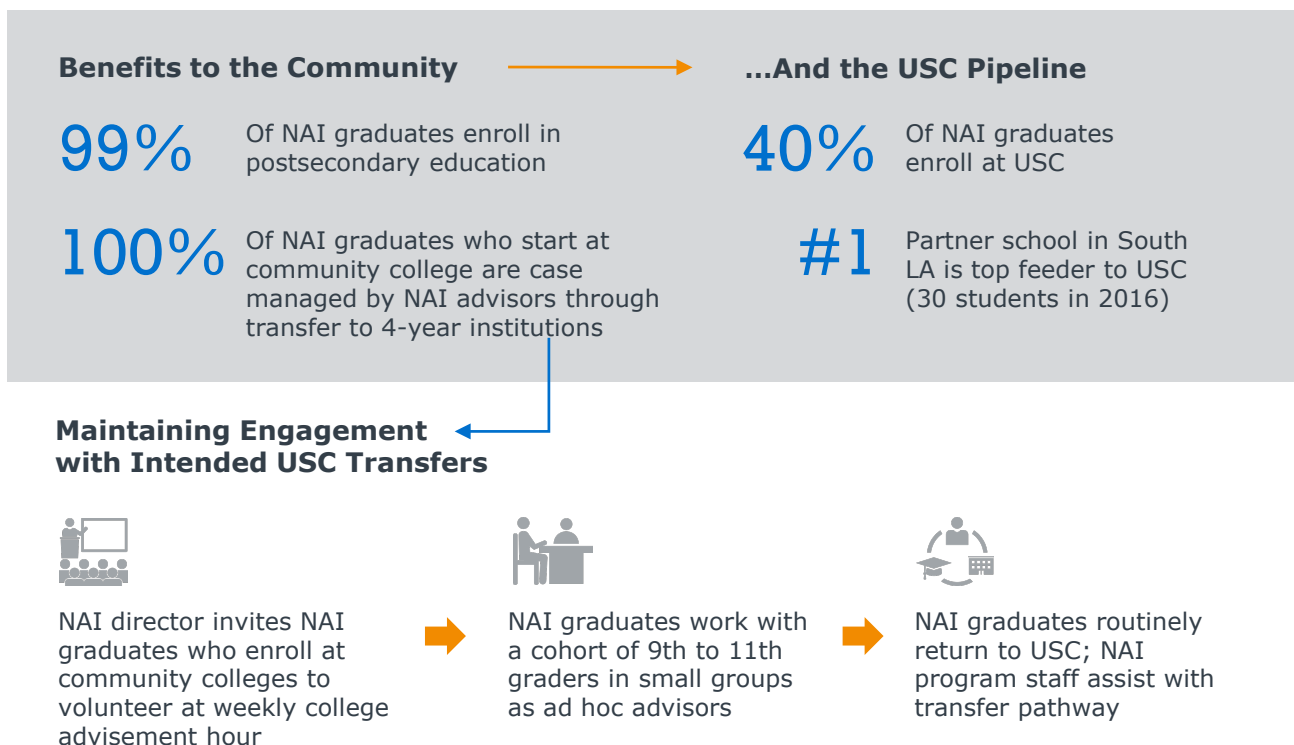 Benefits to the Community
...And the USC Pipeline
99%
Of NAI graduates enroll in
postsecondary education
40%
Of NAI graduates
enroll at USC
100%
Of NAI graduates who start at
community college are case
managed by NAI advisors through
transfer to 4-year institutions
#1
Partner school in South
LA is top feeder to USC
(30 students in 2016)
Maintaining Engagement
with Intended USC Transfers
NAI director invites NAI
graduates who enroll at
community colleges to
volunteer at weekly college
advisement hour
NAI graduates work with
a cohort of 9th to 11th
graders in small groups
as ad hoc advisors
NAI graduates routinely
return to USC; NAI
program staff assist with
transfer pathway